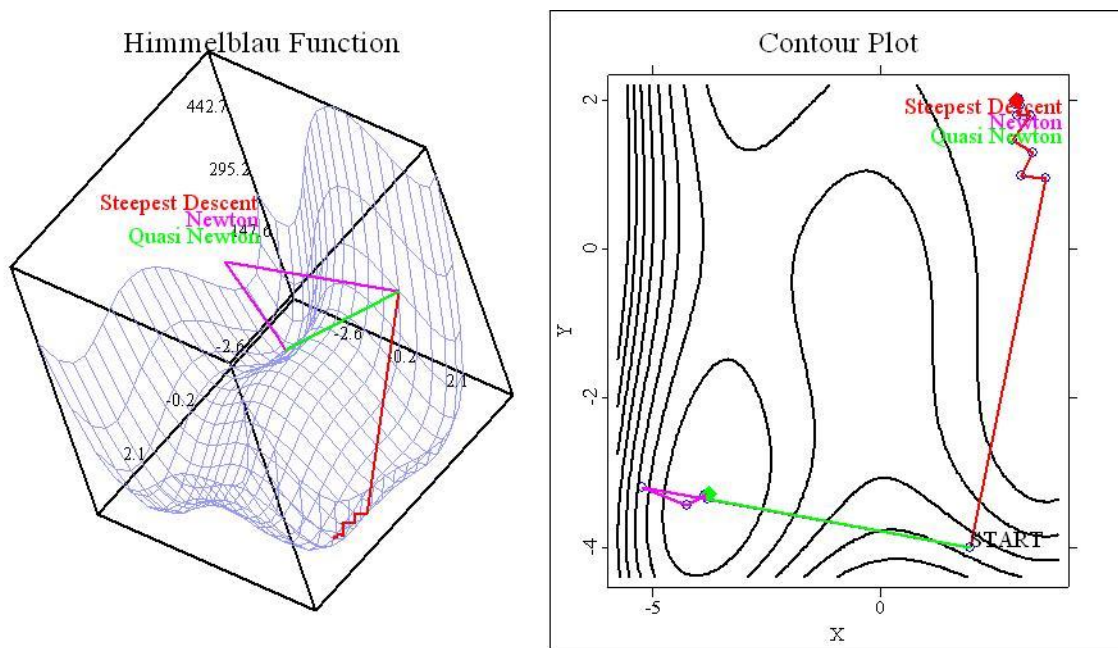 Himmelblau Function
442.7
295.2
Steepest Descent
Newton
147.6
Quasi Newton
-2.6
-2.6
-0.2
2.1
-0.2
2.1
Contour Plot
2
Steepest Descent
Newton
Quasi Newton
0
Y
-2
-4
START
-5
0
X